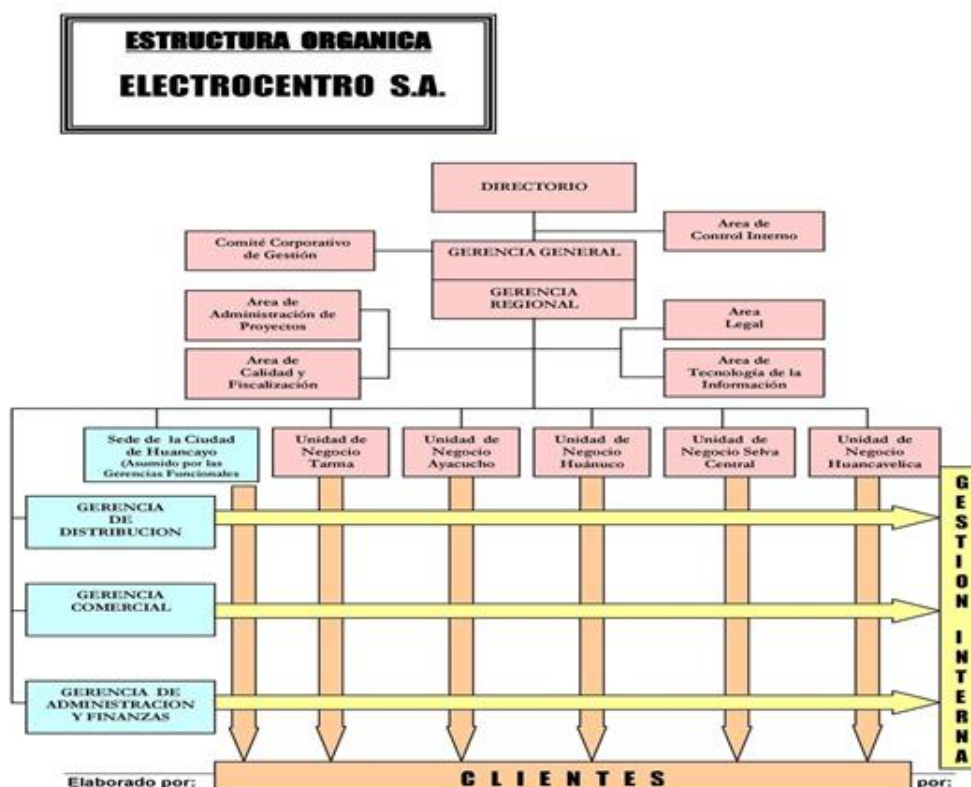 ESTRUCTURA ORGANICA
ELECTROCENTRO S.A.
DIRECTORIO
Area de
Control Interno
Comité Corporativo
de Gestión
GERENCIA GENERAL
GERENCIA
REGIONAL
Area de
Administración de
Proyectos
Area
Legal
Area de
Calidad y
Fiscalización
Area de
Tecnología de la
Información
Sede de la Ciudad
de Huancayo
(Asumido por las
Gerencias Funcionales
Unidad de
Negocio
Tarma
Unidad de
Negocio
Ayacucho
Unidad de
Negocio
Huánuco
Unidad de
Negocio Selva
Central
Unidad de
Negocio
Huancavelica
GERENCIA
DE
DISTRIBUCION
GERENCIA
COMERCIAL
GERENCIA DE
ADMINISTRACION
Y FINANZAS
GESTION INTERNA
Elaborado por:
CLIENTES
por: